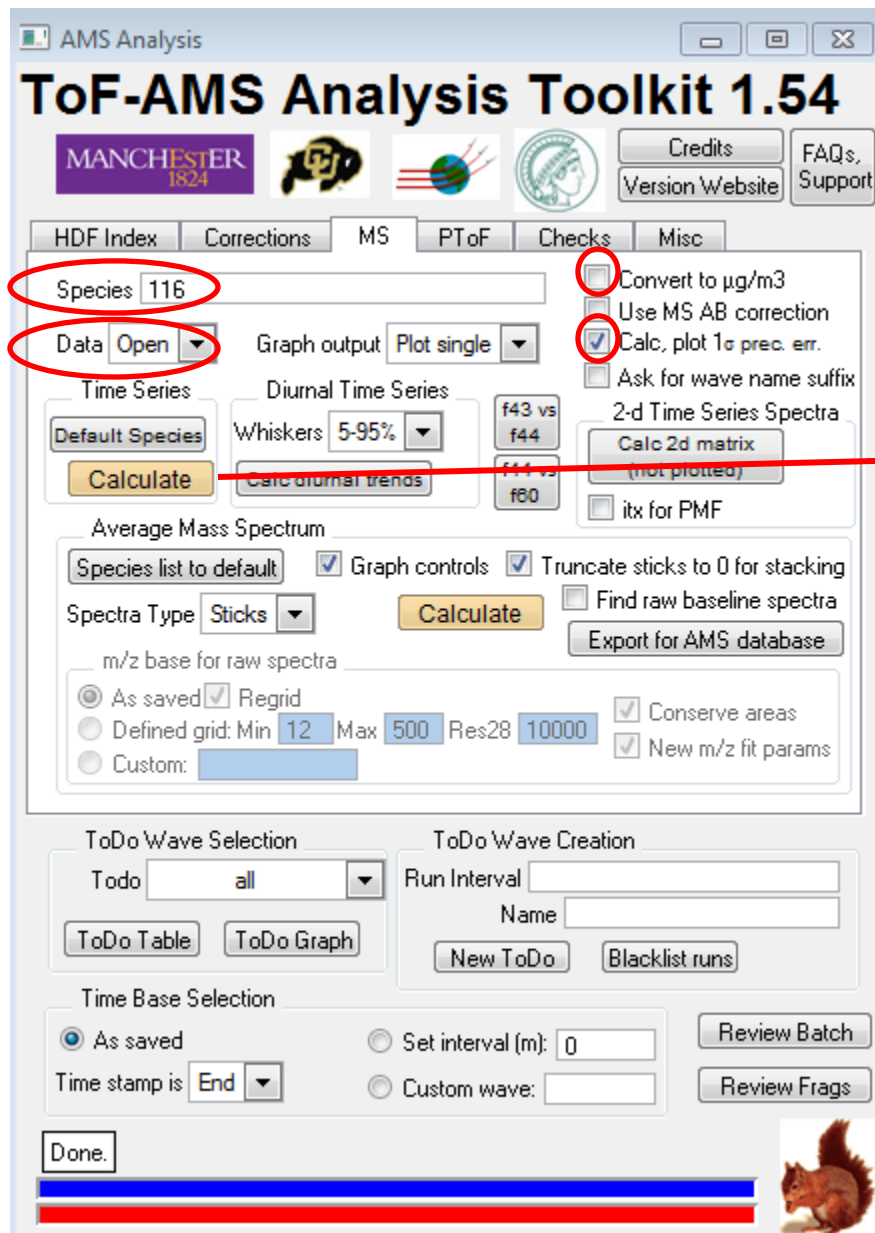 AMS Analysis
ToF-AMS Analysis Toolkit 1.54
MANCHESTER
1824
CU
Credits
Version Website
FAQs,
Support
HDF Index Corrections MS PToF Checks Misc
Species 116
Convert to µg/m3
Use MS AB correction
Data Open Graph output Plot single
Calc, plot 1σ prec. err.
Ask for wave name suffix
Time Series
Default Species
Calculate
Diurnal Time Series
Whiskers 5-95%
Calc diurnal trends
f43 vs
f44
f44 vs
f60
2-d Time Series Spectra
Calc 2d matrix
(not plotted)
itx for PMF
Average Mass Spectrum
Species list to default Graph controls Truncate sticks to 0 for stacking
Spectra Type Sticks Calculate Find raw baseline spectra
Export for AMS database
m/z base for raw spectra
As saved Regrid
Defined grid: Min 12 Max 500 Res28 10000
Custom:
Conserve areas
New m/z fit params
ToDo Wave Selection
Todo all
ToDo Table ToDo Graph
ToDo Wave Creation
Run Interval
Name
New ToDo Blacklist runs
Time Base Selection
As saved Set interval (m): 0
Time stamp is End Custom wave:
Review Batch
Review Frags
Done.